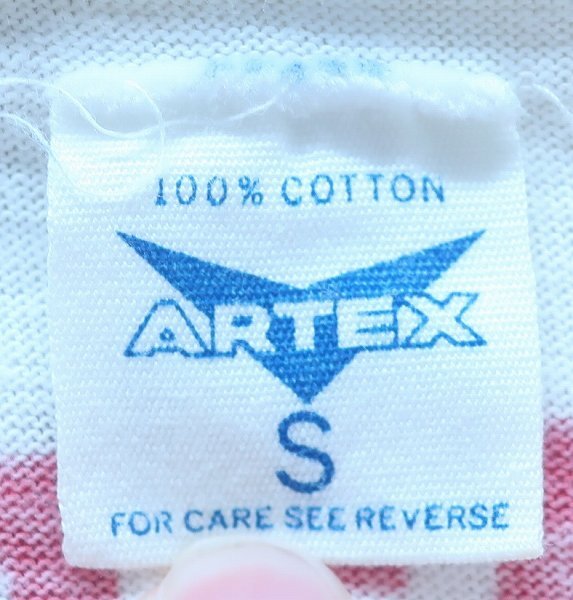 100% COTTON
ARTEX
S
FOR CARE SEE REVERSE